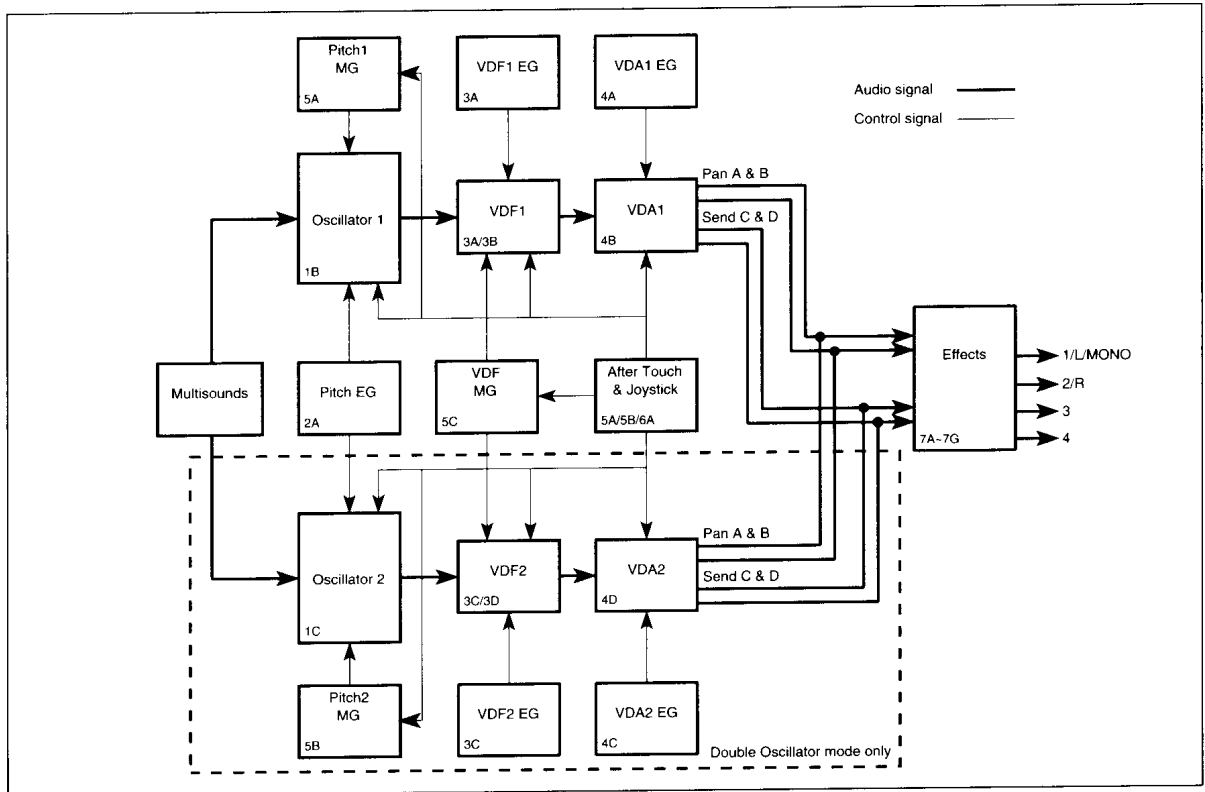 Pitch1
MG
5A
VDF1 EG
3A
VDA1 EG
4A
Audio signal
Control signal
Oscillator 1
1B
VDF1
3A/3B
VDA1
4B
Pan A & B
Send C & D
Multisounds
Pitch EG
2A
VDF
MG
5C
After Touch
& Joystick
5A/5B/6A
Effects
7A~7G
1/L/MONO
2/R
3
4
Oscillator 2
1C
VDF2
3C/3D
VDA2
4D
Pan A & B
Send C & D
Pitch2
MG
5B
VDF2 EG
3C
VDA2 EG
4C
Double Oscillator mode only